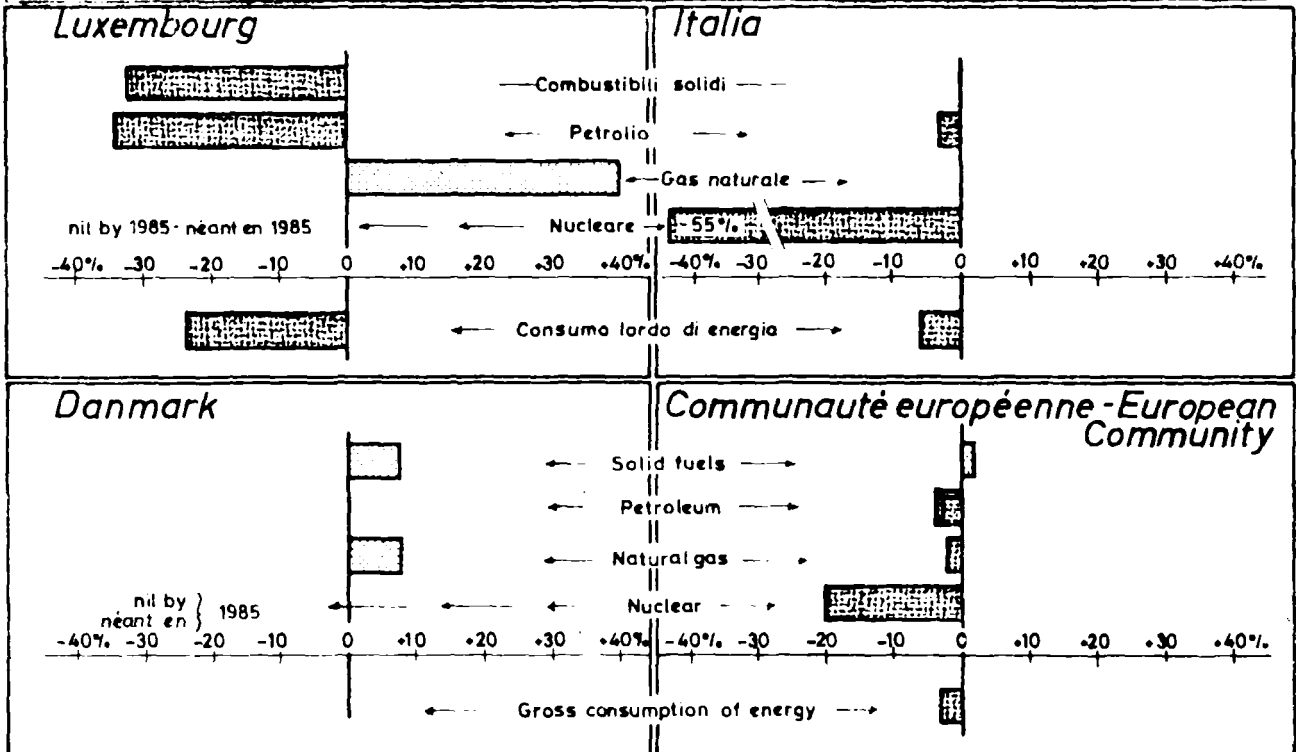 Luxembourg
Italia
Combustibili solidi
Petrolio
Gas naturale
nil by 1985 - néant en 1985
Nucleare
-55%
-40% -30 -20 -10 0 +10 +20 +30 +40%
-40% -30 -20 -10 0 +10 +20 +30 +40%
Consumo lordo di energia
Danmark
Communauté européenne - European
Community
Solid fuels
Petroleum
Natural gas
nil by
néant en } 1985
Nuclear
-40% -30 -20 -10 0 +10 +20 +30 +40%
-40% -30 -20 -10 0 +10 +20 +30 +40%
Gross consumption of energy